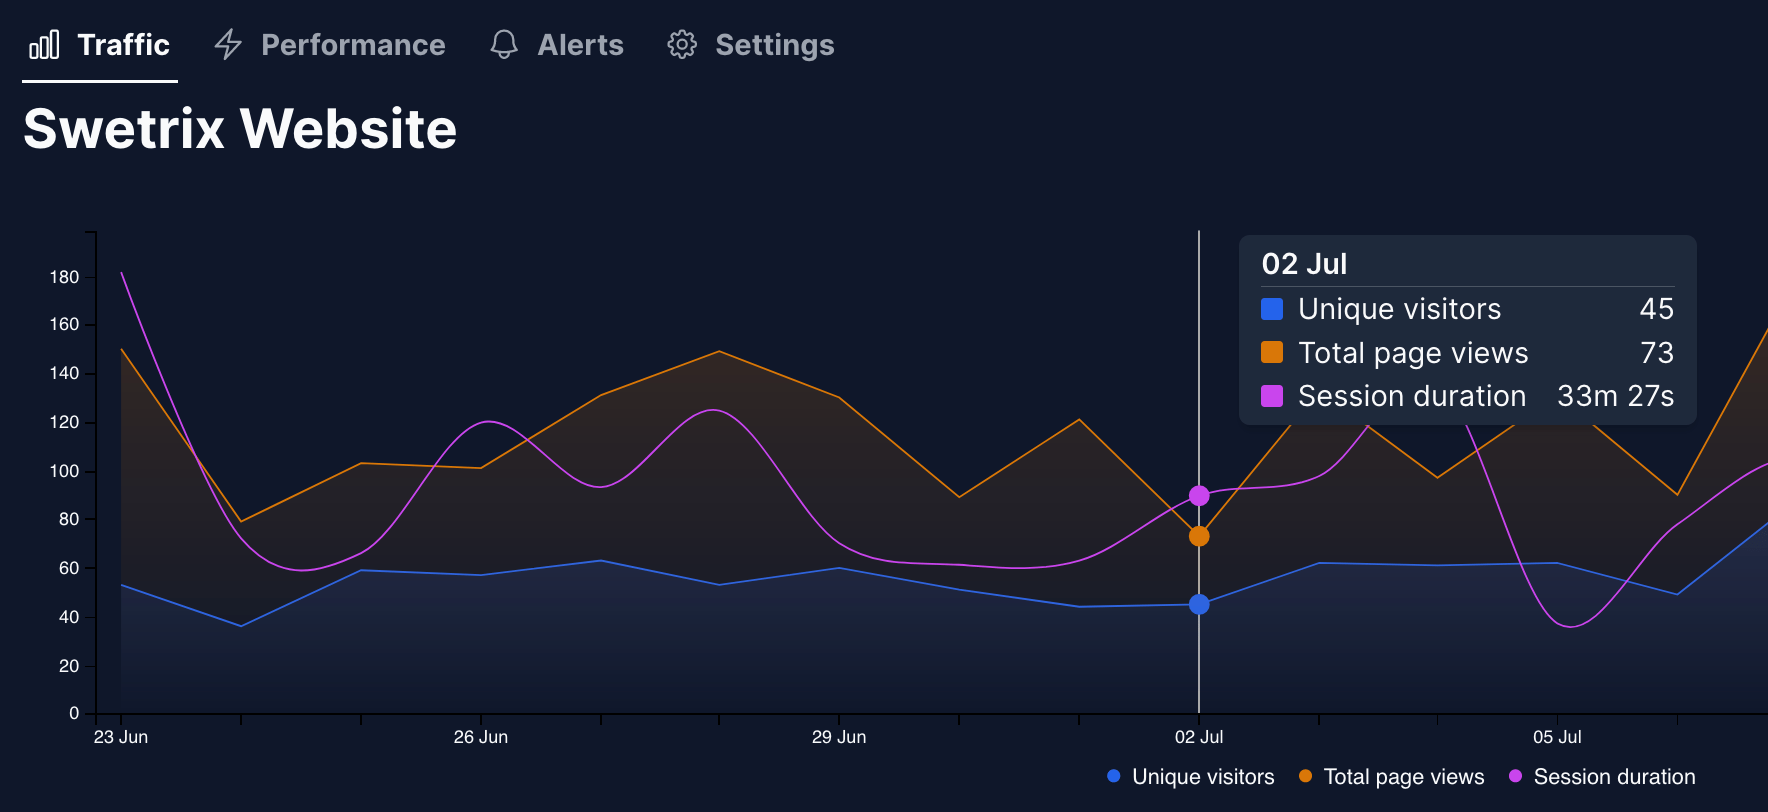 Traffic Performance Alerts Settings
Swetrix Website
180
160
140
120
100
80
60
40
20
0
02 Jul
Unique visitors 45
Total page views 73
Session duration 33m 27s
23 Jun 26 Jun 29 Jun 02 Jul 05 Jul
Unique visitors Total page views Session duration